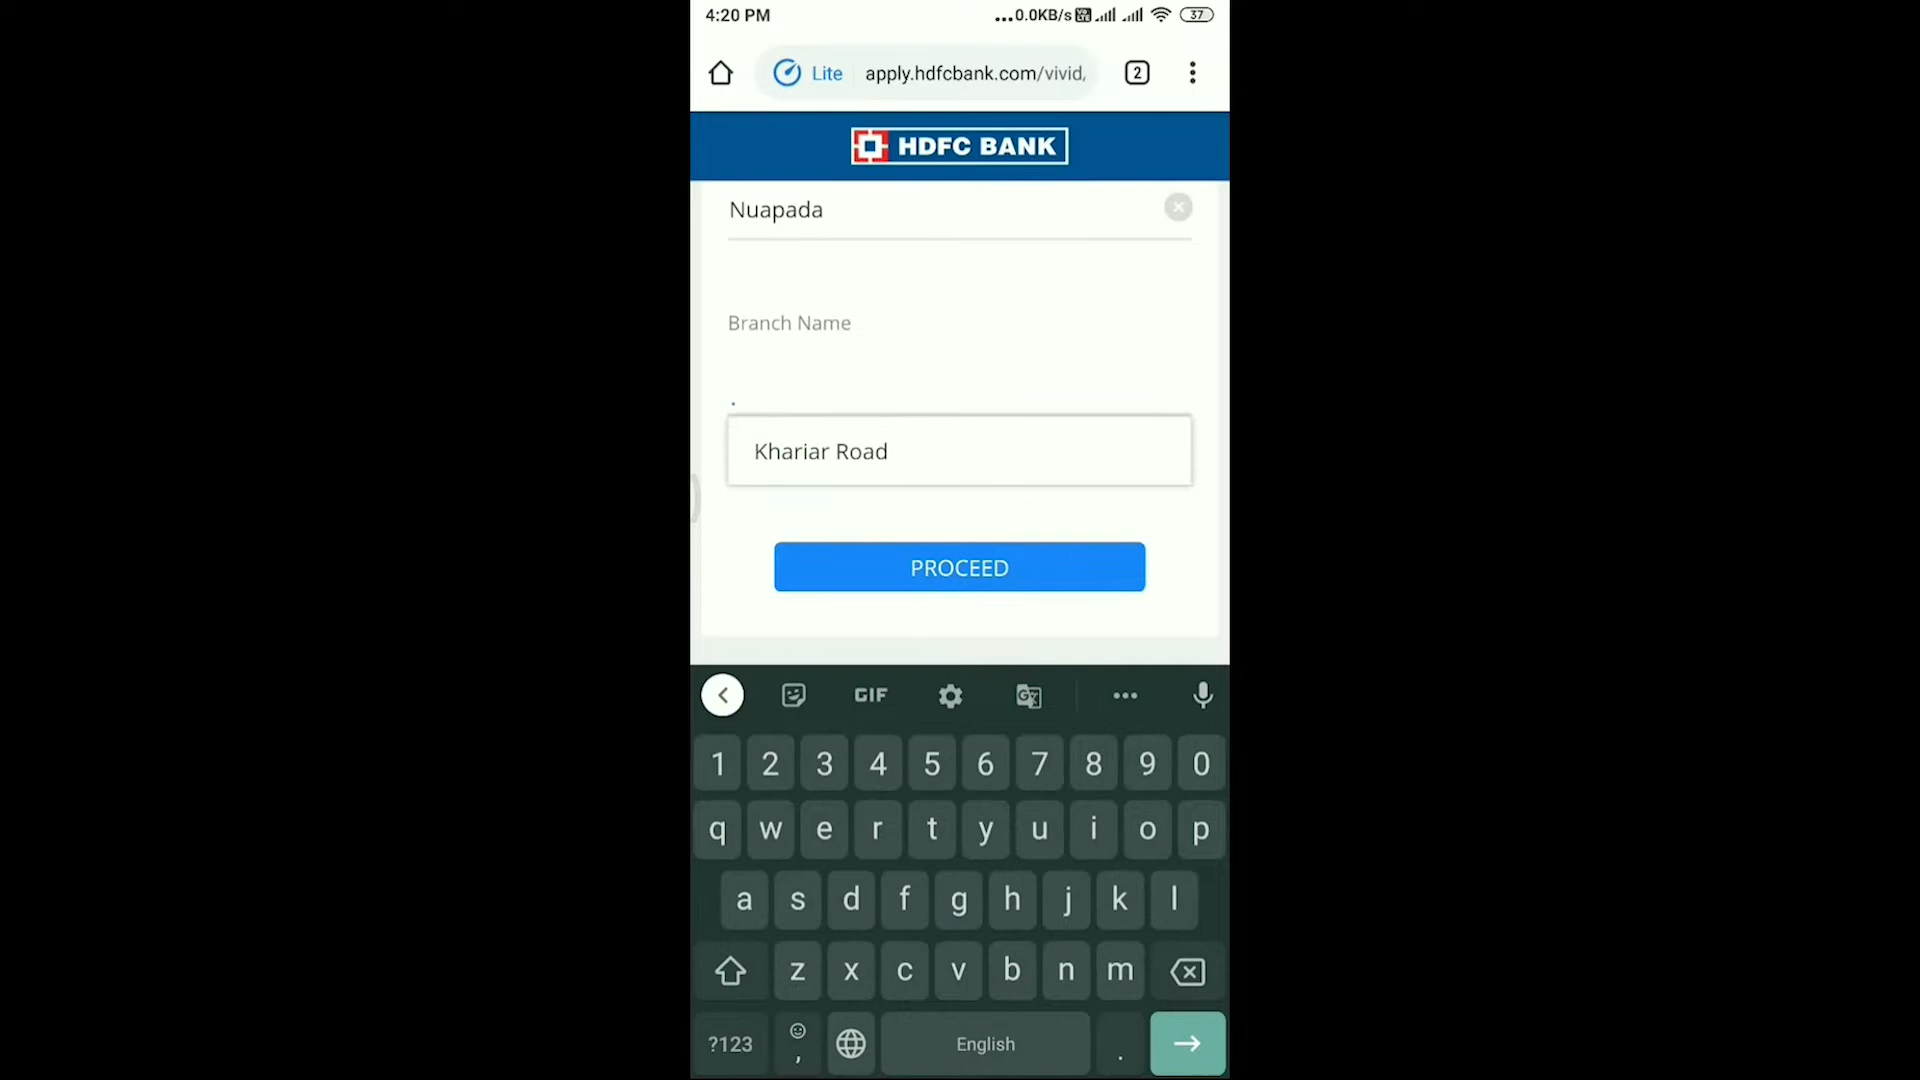 4:20 PM ...0.0KB/s 37
Lite apply.hdfcbank.com/vivid, 2
HDFC BANK
Nuapada
Branch Name
.
Khariar Road
PROCEED
GIF
1 2 3 4 5 6 7 8 9 0
q w e r t y u i o p
a s d f g h j k l
z x c v b n m
?123 , English .